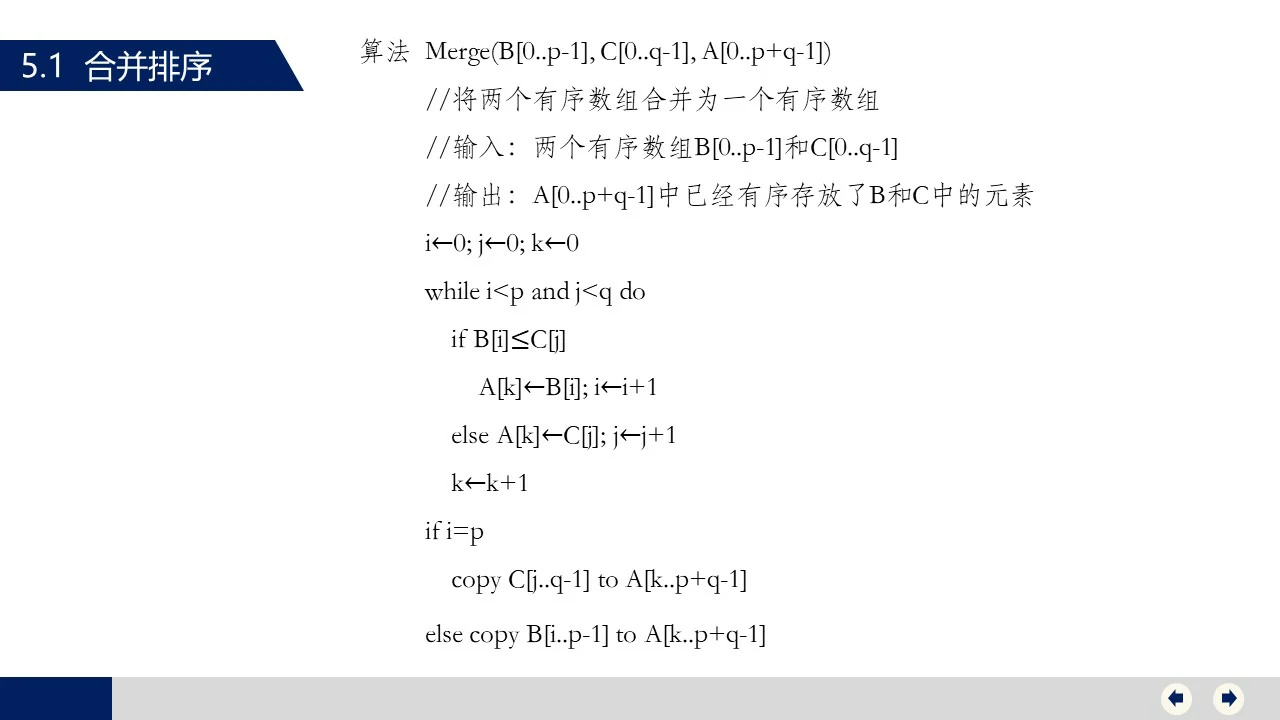 5.1 合并排序
算法 Merge(B[0..p-1], C[0..q-1], A[0..p+q-1])
//将两个有序数组合并为一个有序数组
//输入：两个有序数组B[0..p-1]和C[0..q-1]
//输出：A[0..p+q-1]中已经有序存放了B和C中的元素
i←0; j←0; k←0
while i<p and j<q do
if B[i]≤C[j]
A[k]←B[i]; i←i+1
else A[k]←C[j]; j←j+1
k←k+1
if i=p
copy C[j..q-1] to A[k..p+q-1]
else copy B[i..p-1] to A[k..p+q-1]